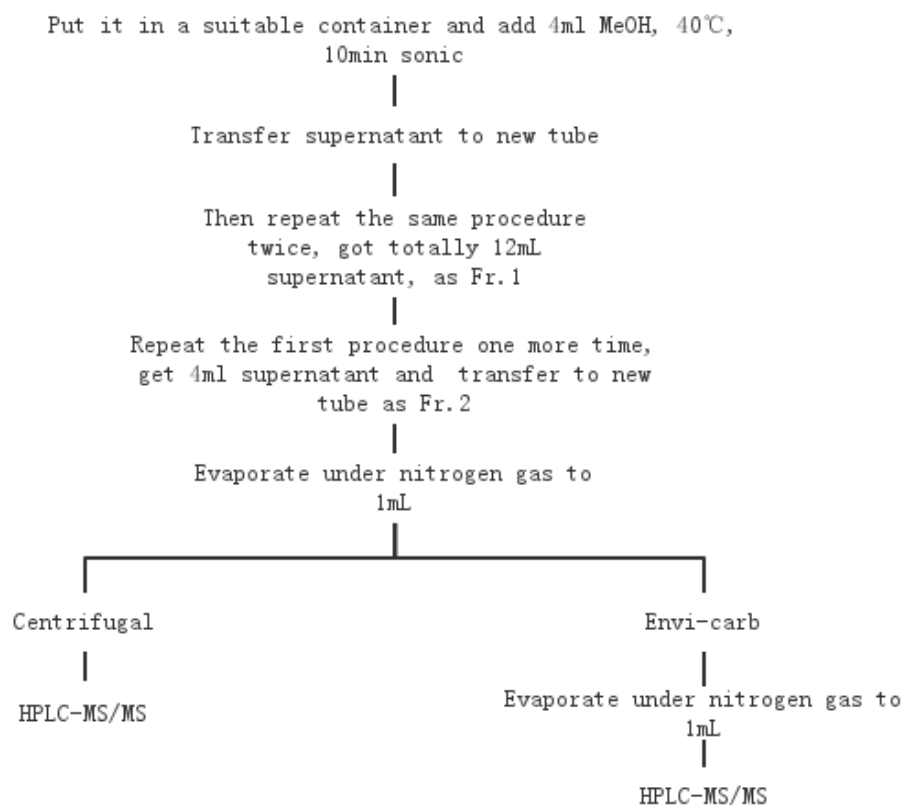 Put it in a suitable container and add 4ml MeOH, 40℃,
10min sonic
Transfer supernatant to new tube
Then repeat the same procedure
twice, got totally 12mL
supernatant, as Fr.1
Repeat the first procedure one more time,
get 4ml supernatant and transfer to new
tube as Fr.2
Evaporate under nitrogen gas to
1mL
Centrifugal
HPLC-MS/MS
Envi-carb
Evaporate under nitrogen gas to
1mL
HPLC-MS/MS